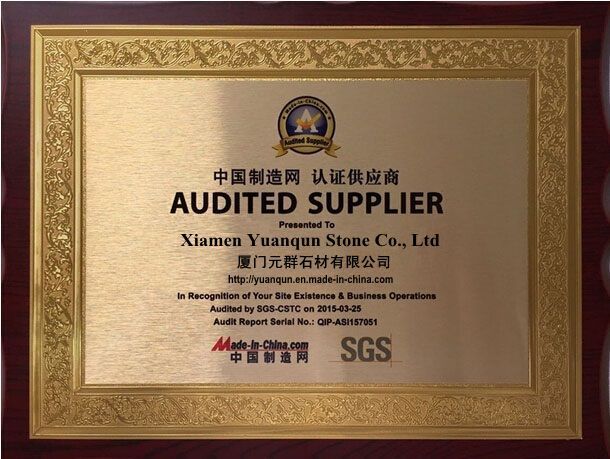 Made-in-China.com
Audited Supplier
中国制造网 认证供应商
AUDITED SUPPLIER
Presented To
Xiamen Yuanqun Stone Co., Ltd
厦门元群石材有限公司
http://yuanqun.en.made-in-china.com
In Recognition of Your Site Existence & Business Operations
Audited by SGS-CSTC on 2015-03-25
Audit Report Serial No.: QIP-ASI157051
Made-in-China.com
中国制造网
SGS